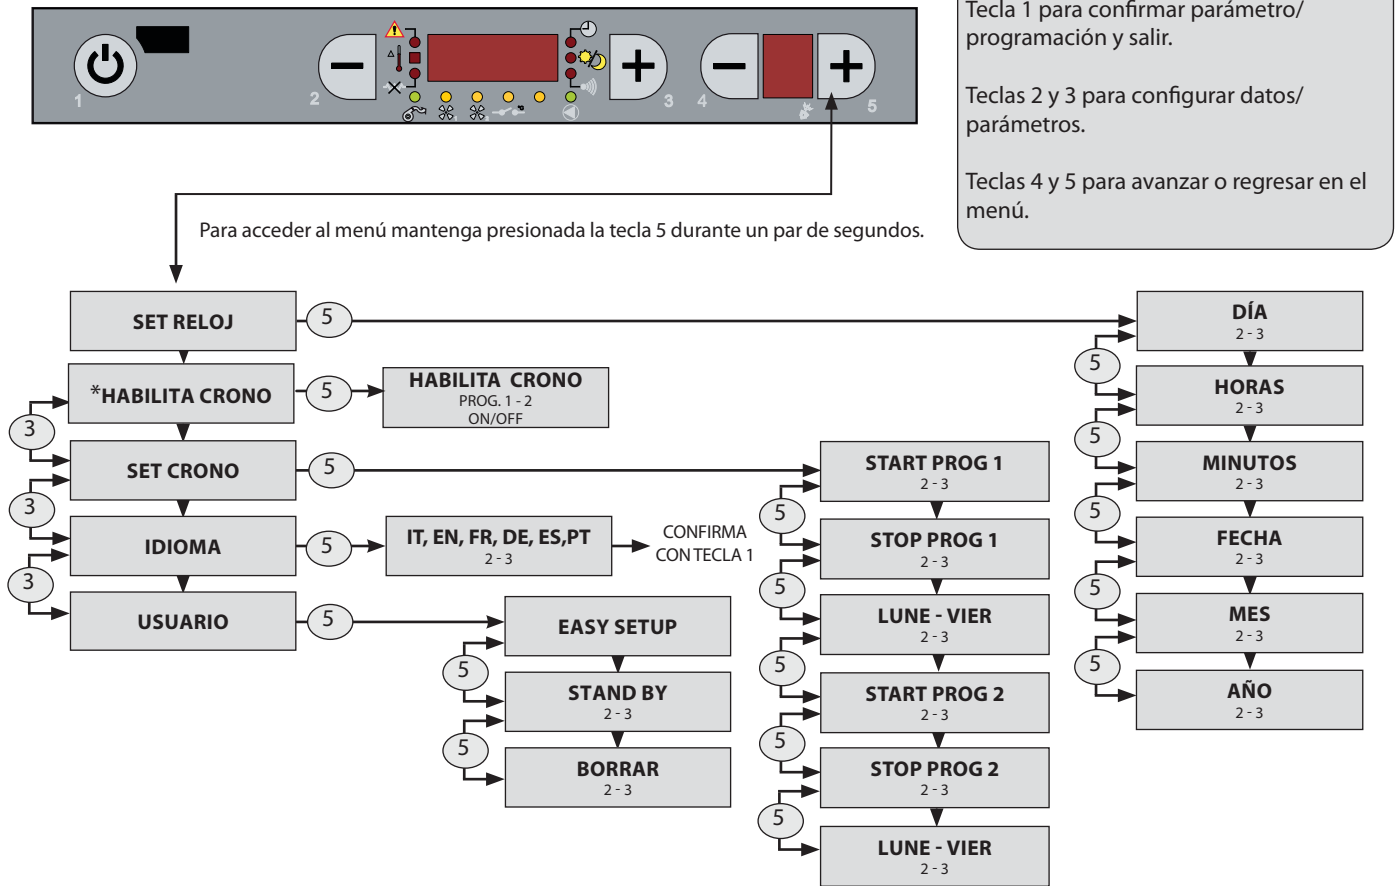 Tecla 1 para confirmar parámetro/
programación y salir.
Teclas 2 y 3 para configurar datos/
parámetros.
Teclas 4 y 5 para avanzar o regresar en el
menú.
1
2
3
4
5
Para acceder al menú mantenga presionada la tecla 5 durante un par de segundos.
SET RELOJ
5
*HABILITA CRONO
5
HABILITA CRONO
PROG. 1 - 2
ON/OFF
3
SET CRONO
5
3
IDIOMA
5
IT, EN, FR, DE, ES,PT
2 - 3
CONFIRMA
CON TECLA 1
3
USUARIO
5
EASY SETUP
5
STAND BY
2 - 3
5
BORRAR
2 - 3
START PROG 1
2 - 3
5
STOP PROG 1
2 - 3
5
LUNE - VIER
2 - 3
5
START PROG 2
2 - 3
5
STOP PROG 2
2 - 3
5
LUNE - VIER
2 - 3
DÍA
2 - 3
5
HORAS
2 - 3
5
MINUTOS
2 - 3
5
FECHA
2 - 3
5
MES
2 - 3
5
AÑO
2 - 3